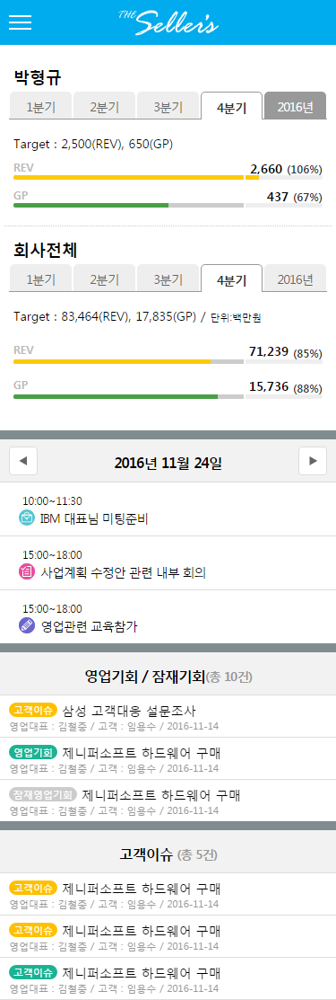 THE Seller's
박형규
1분기 2분기 3분기 4분기 2016년
Target : 2,500(REV), 650(GP)
REV 2,660 (106%)
GP 437 (67%)
회사전체
1분기 2분기 3분기 4분기 2016년
Target : 83,464(REV), 17,835(GP) / 단위:백만원
REV 71,239 (85%)
GP 15,736 (88%)
2016년 11월 24일
10:00~11:30
IBM 대표님 미팅준비
15:00~18:00
사업계획 수정안 관련 내부 회의
15:00~18:00
영업관련 교육참가
영업기회 / 잠재기회(총 10건)
고객이슈 삼성 고객대응 설문조사
영업대표 : 김철중 / 고객 : 임용수 / 2016-11-14
영업기회 제니퍼소프트 하드웨어 구매
영업대표 : 김철중 / 고객 : 임용수 / 2016-11-14
잠재영업기회 제니퍼소프트 하드웨어 구매
영업대표 : 김철중 / 고객 : 임용수 / 2016-11-14
고객이슈 (총 5건)
고객이슈 제니퍼소프트 하드웨어 구매
영업대표 : 김철중 / 고객 : 임용수 / 2016-11-14
고객이슈 제니퍼소프트 하드웨어 구매
영업대표 : 김철중 / 고객 : 임용수 / 2016-11-14
고객이슈 제니퍼소프트 하드웨어 구매
영업대표 : 김철중 / 고객 : 임용수 / 2016-11-14